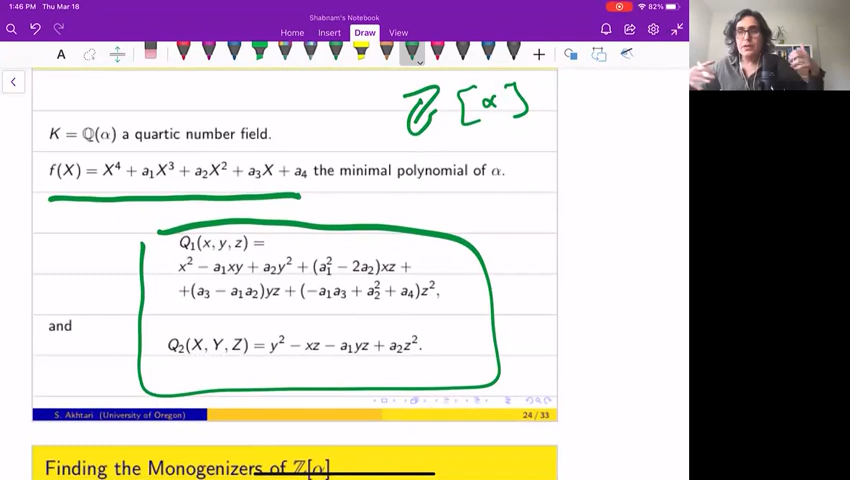 1:46 PM Thu Mar 18
82%
Shabnam's Notebook
Home Insert Draw View
A
ℤ [α]
K = ℚ(α) a quartic number field.
f(X) = X⁴ + a₁X³ + a₂X² + a₃X + a₄ the minimal polynomial of α.
Q₁(x, y, z) =
x² − a₁xy + a₂y² + (a₁² − 2a₂)xz +
+(a₃ − a₁a₂)yz + (−a₁a₃ + a₂² + a₄)z²,
and
Q₂(X, Y, Z) = y² − xz − a₁yz + a₂z².
S. Akhtari (University of Oregon)
24 / 33
Finding the Monogenizers of ℤ[α]